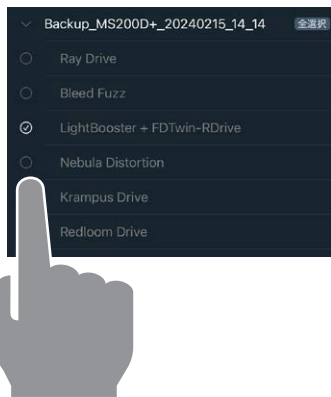 Backup_MS200D+_20240215_14_14 全選択
Ray Drive
Bleed Fuzz
LightBooster + FDTwin-RDrive
Nebula Distortion
Krampus Drive
Redloom Drive